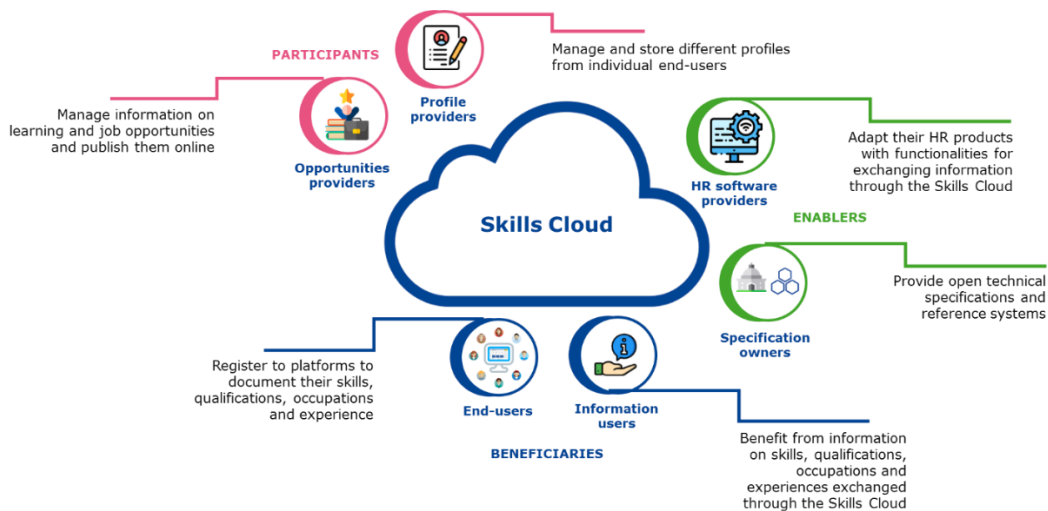 PARTICIPANTS
Manage and store different profiles
from individual end-users
Profile
providers
Manage information on
learning and job opportunities
and publish them online
Opportunities
providers
Skills Cloud
HR software
providers
Adapt their HR products
with functionalities for
exchanging information
through the Skills Cloud
ENABLERS
Specification
owners
Provide open technical
specifications and
reference systems
Register to platforms to
document their skills,
qualifications, occupations
and experience
End-users
Information
users
BENEFICIARIES
Benefit from information
on skills, qualifications,
occupations and
experiences exchanged
through the Skills Cloud